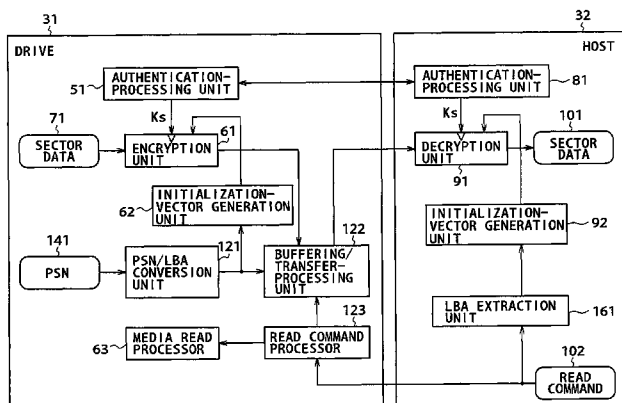 31
32
DRIVE
HOST
AUTHENTICATION-
PROCESSING UNIT
51
AUTHENTICATION-
PROCESSING UNIT
81
Ks
Ks
71
SECTOR
DATA
ENCRYPTION
UNIT
61
DECRYPTION
UNIT
91
101
SECTOR
DATA
62
INITIALIZATION-
VECTOR GENERATION
UNIT
INITIALIZATION-
VECTOR GENERATION
UNIT
92
141
PSN
PSN/LBA
CONVERSION
UNIT
121
122
BUFFERING/
TRANSFER-
PROCESSING
UNIT
LBA EXTRACTION
UNIT
161
63
MEDIA READ
PROCESSOR
READ COMMAND
PROCESSOR
123
102
READ
COMMAND